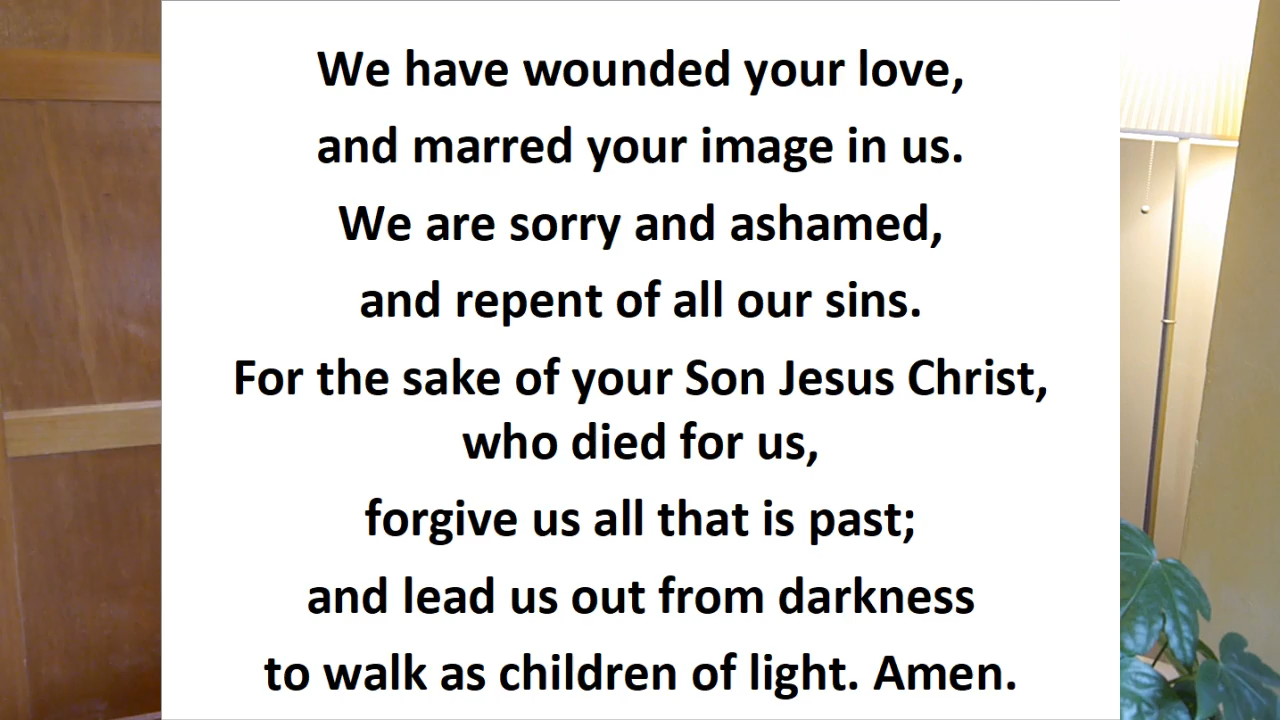 We have wounded your love,
and marred your image in us.
We are sorry and ashamed,
and repent of all our sins.
For the sake of your Son Jesus Christ,
who died for us,
forgive us all that is past;
and lead us out from darkness
to walk as children of light. Amen.